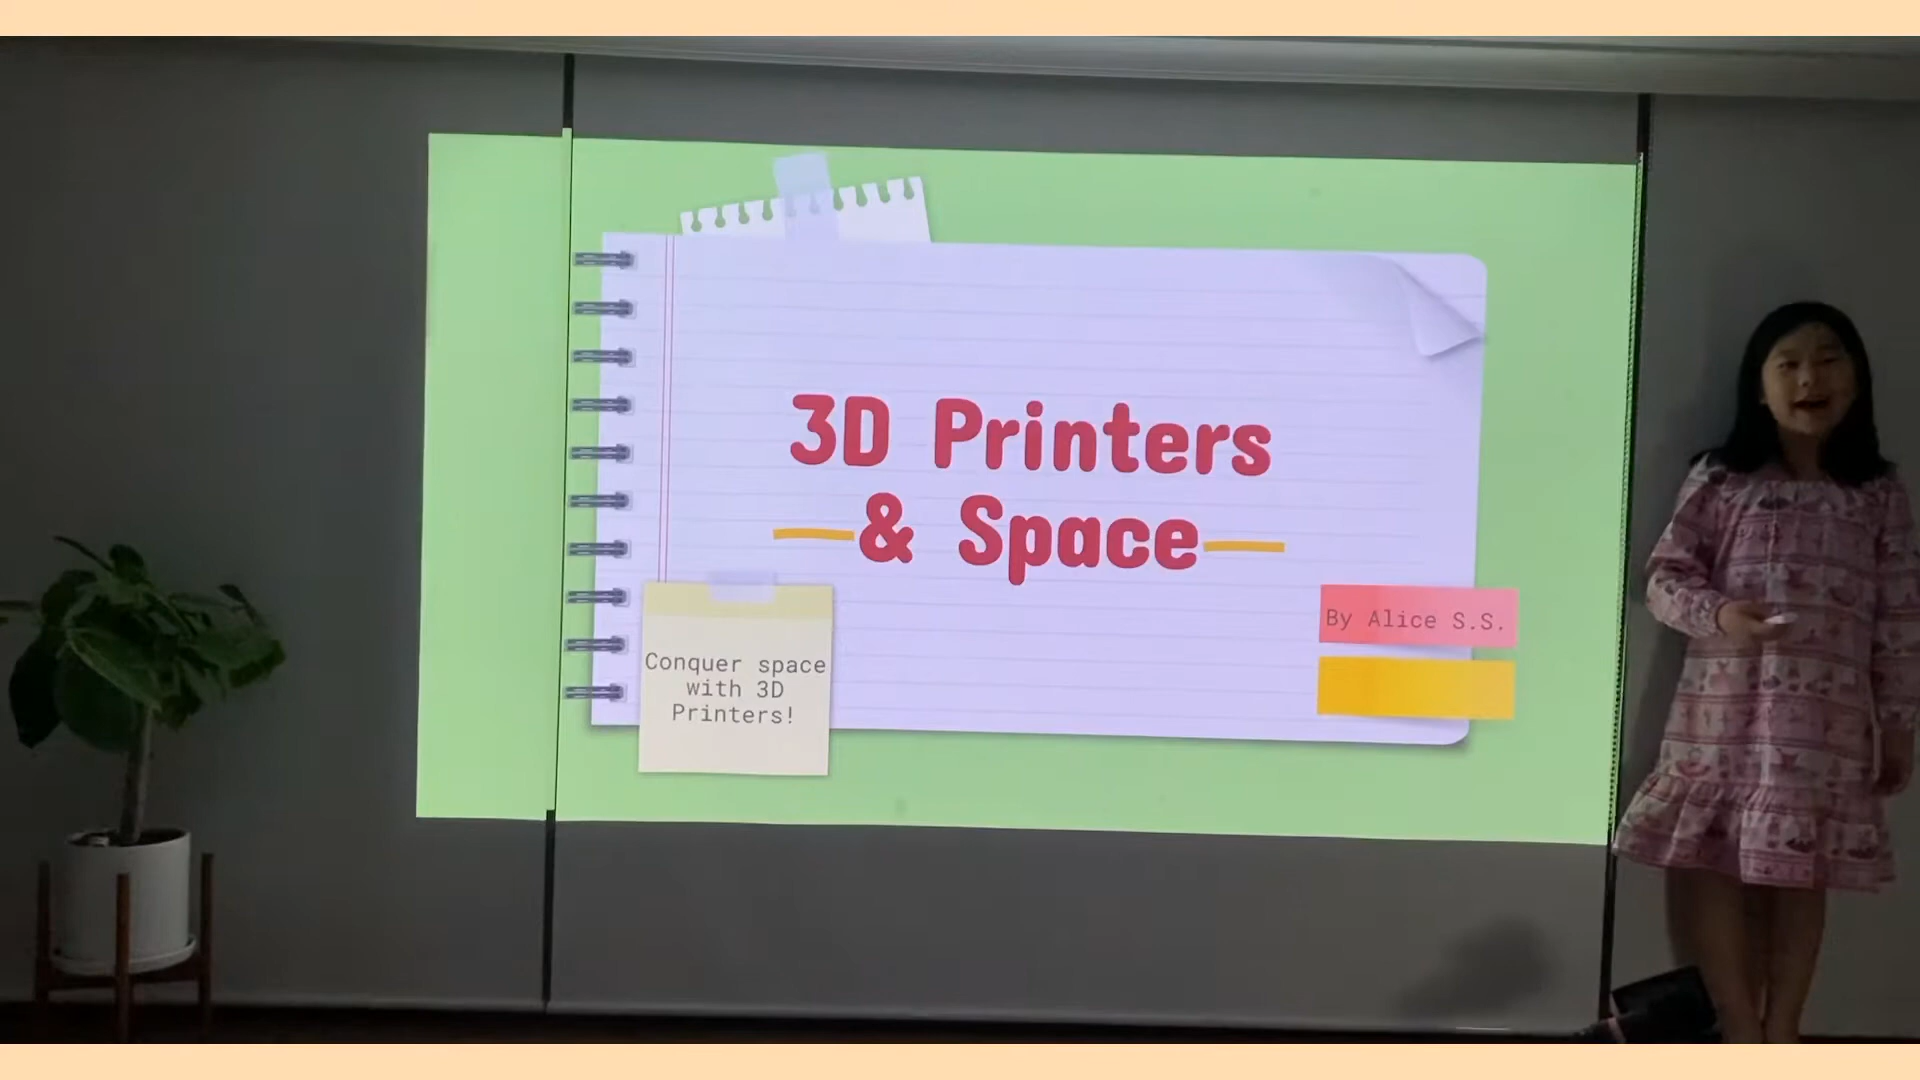 3D Printers
& Space
By Alice S.S.
Conquer space
with 3D
Printers!